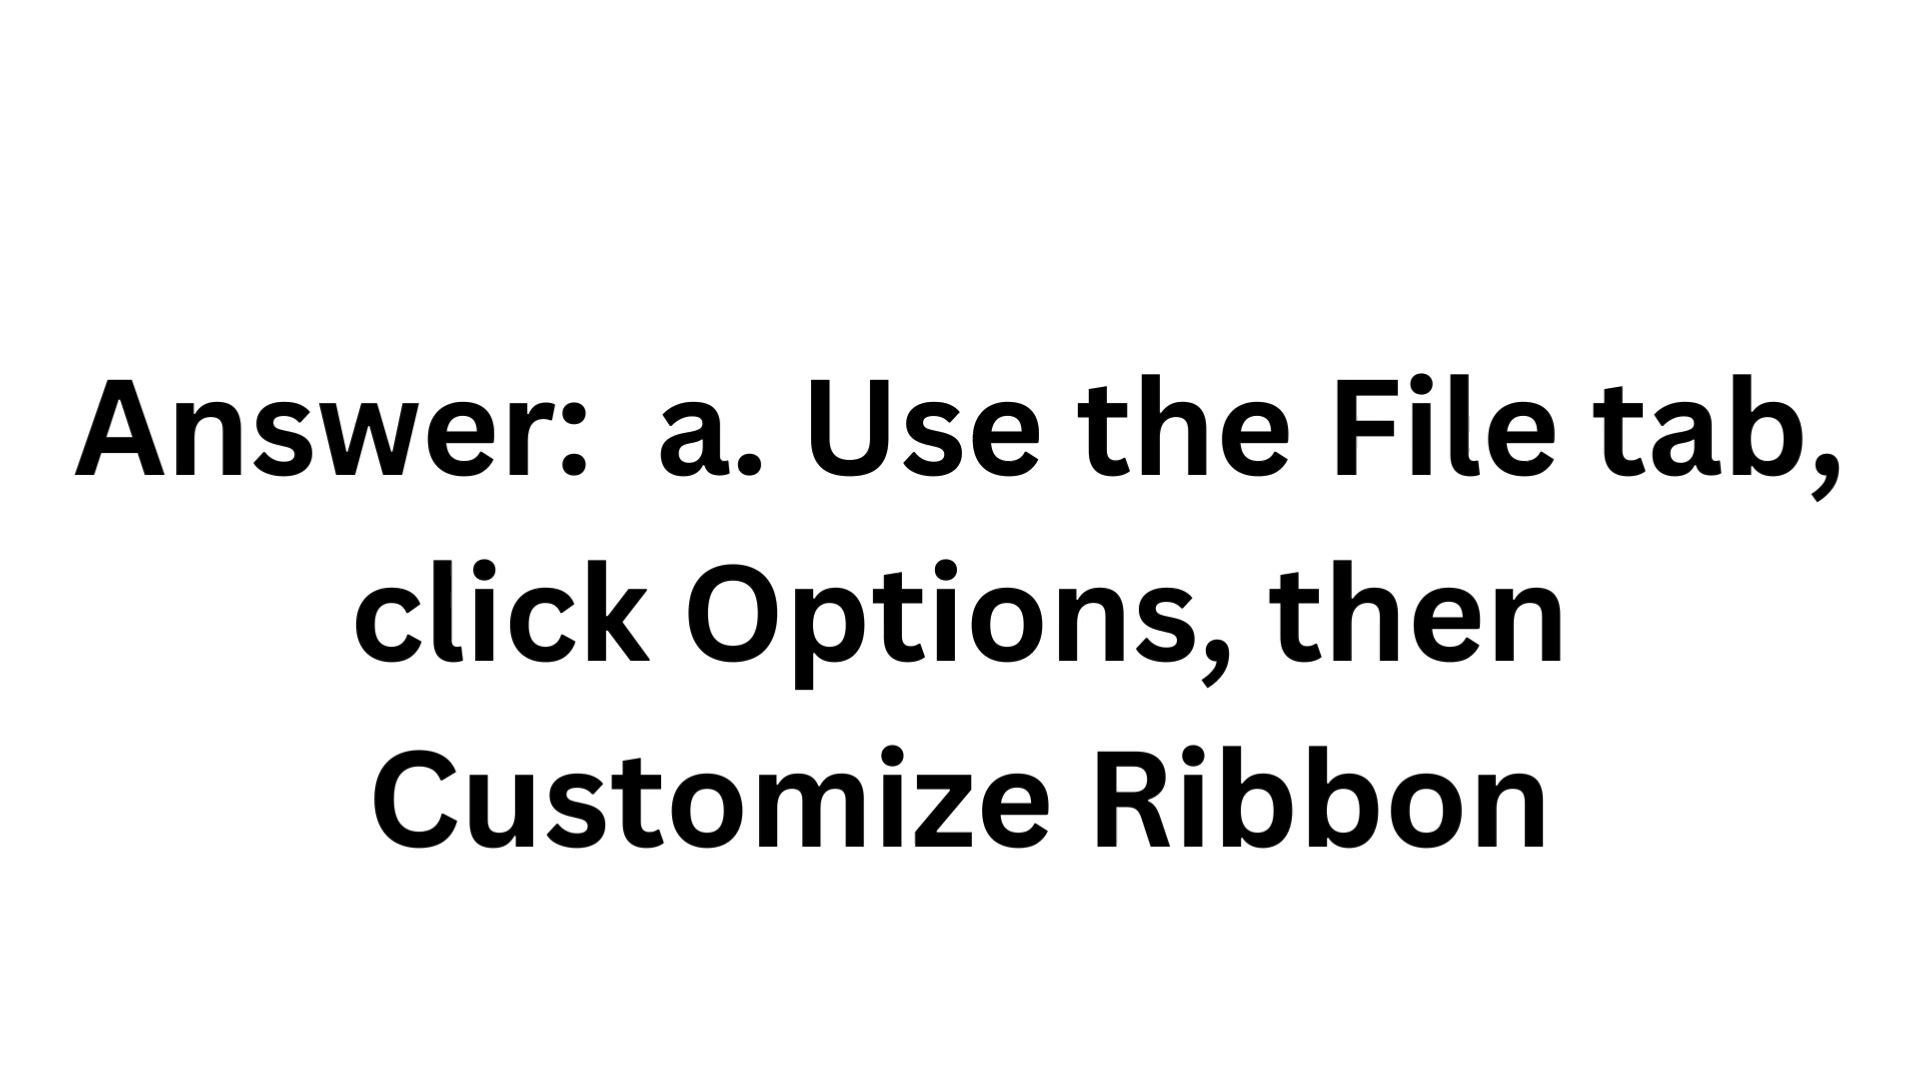 Answer:  a. Use the File tab,
click Options, then
Customize Ribbon